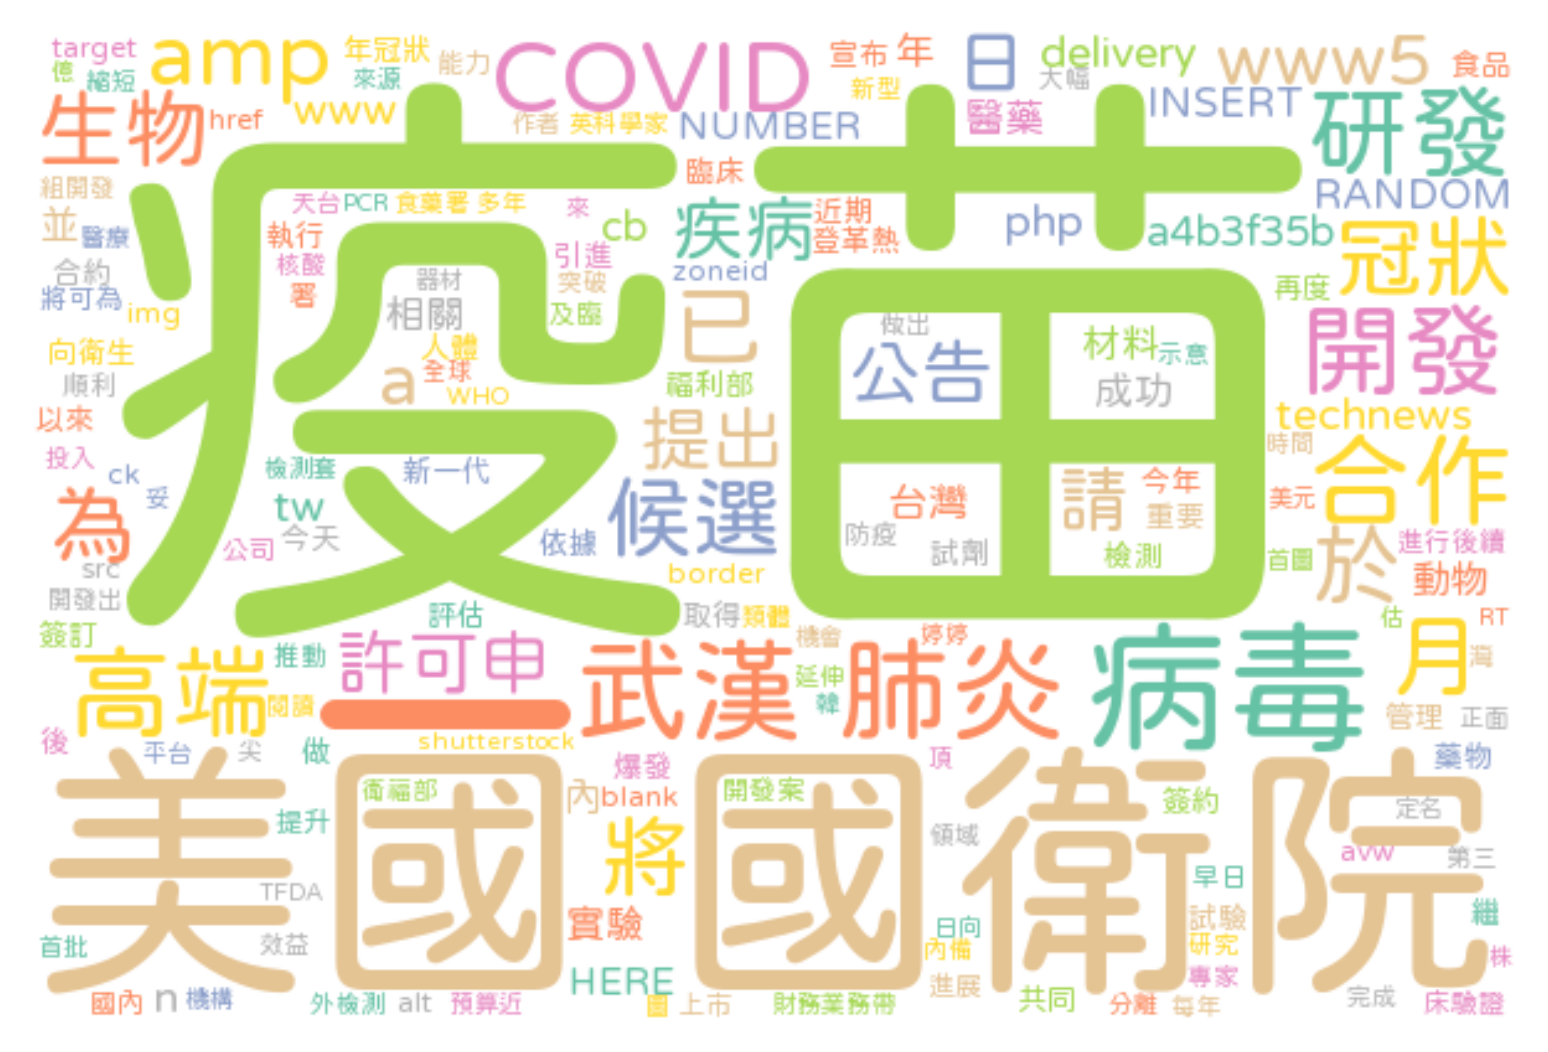 target
amp
年冠狀
能力
COVID
宣布
年
日
delivery
www5
食品
億
縮短
來源
新型
大幅
生物
href
www
作者
英科學家
NUMBER
醫藥
INSERT
研發
疫苗
臨床
RANDOM
組開發
天台
PCR
食藥署
多年
來
cb
疾病
近期
php
a4b3f35b
冠狀
並
醫療
執行
引進
登革熱
合約
核酸
器材
突破
zoneid
再度
將可為
署
相關
及臨
已
做出
img
開發
向衛生
人體
公告
材料
示意
順利
a
全球
福利部
成功
以來
WHO
提出
technews
投入
ck
檢測套
新一代
時間
合作
妥
tw
候選
台灣
請
今年
美元
為
公司
今天
依據
防疫
重要
src
border
試劑
檢測
首圖
於
進行後續
動物
開發出
評估
取得
類體
估
RT
簽訂
高端
推動
許可申
武漢
機會
婷婷
肺炎
病毒
月
灣
閱讀
一
延伸
韓
管理
正面
後
平台
尖
做
shutterstock
爆發
頂
藥物
美國
國衛院
衛福部
內
blank
開發案
簽約
定名
提升
將
領域
avw
第三
TFDA
早日
首批
效益
實驗
日向
試驗
繼
內備
研究
株
國內
n
機構
外檢測
alt
預算近
HERE
圖
上市
財務業務帶
進展
共同
專家
分離
每年
完成
床驗證